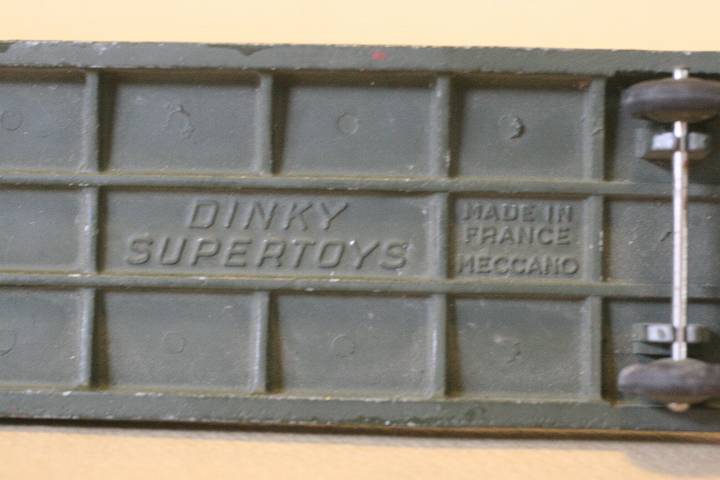 DINKY
SUPERTOYS
MADE IN
FRANCE
MECCANO